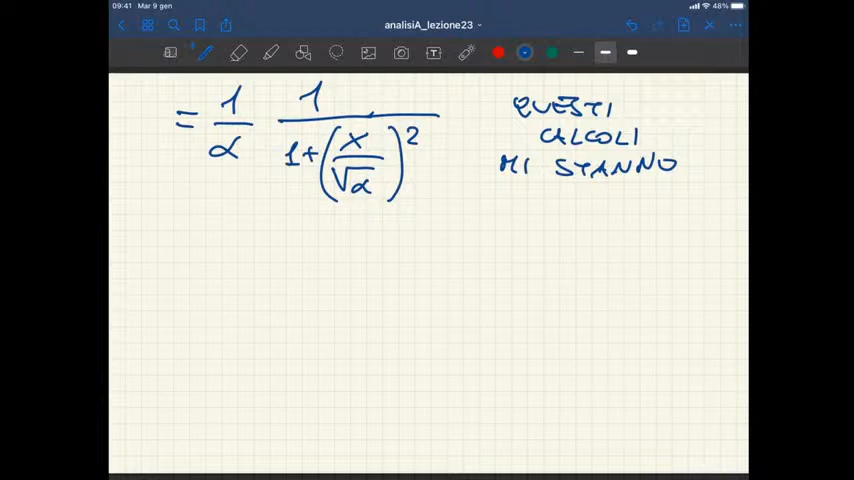 09:41 Mar 9 gen
48%
analisiA_lezione23
= 1/α 1/(1+(x/√α)²)
QUESTI
CALCOLI
MI STANNO